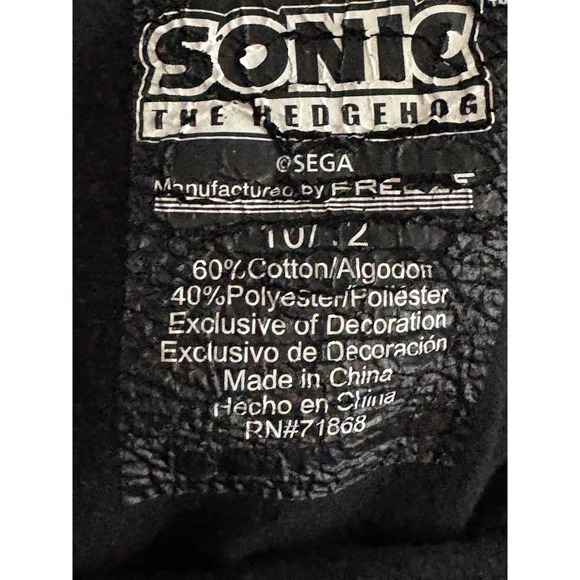 SONIC
THE HEDGEHOG
©SEGA
Manufactured by FREEZE
10/12
60%Cotton/Algodon
40%Polyester/Poliéster
Exclusive of Decoration
Exclusivo de Decoración
Made in China
Hecho en China
RN#71868